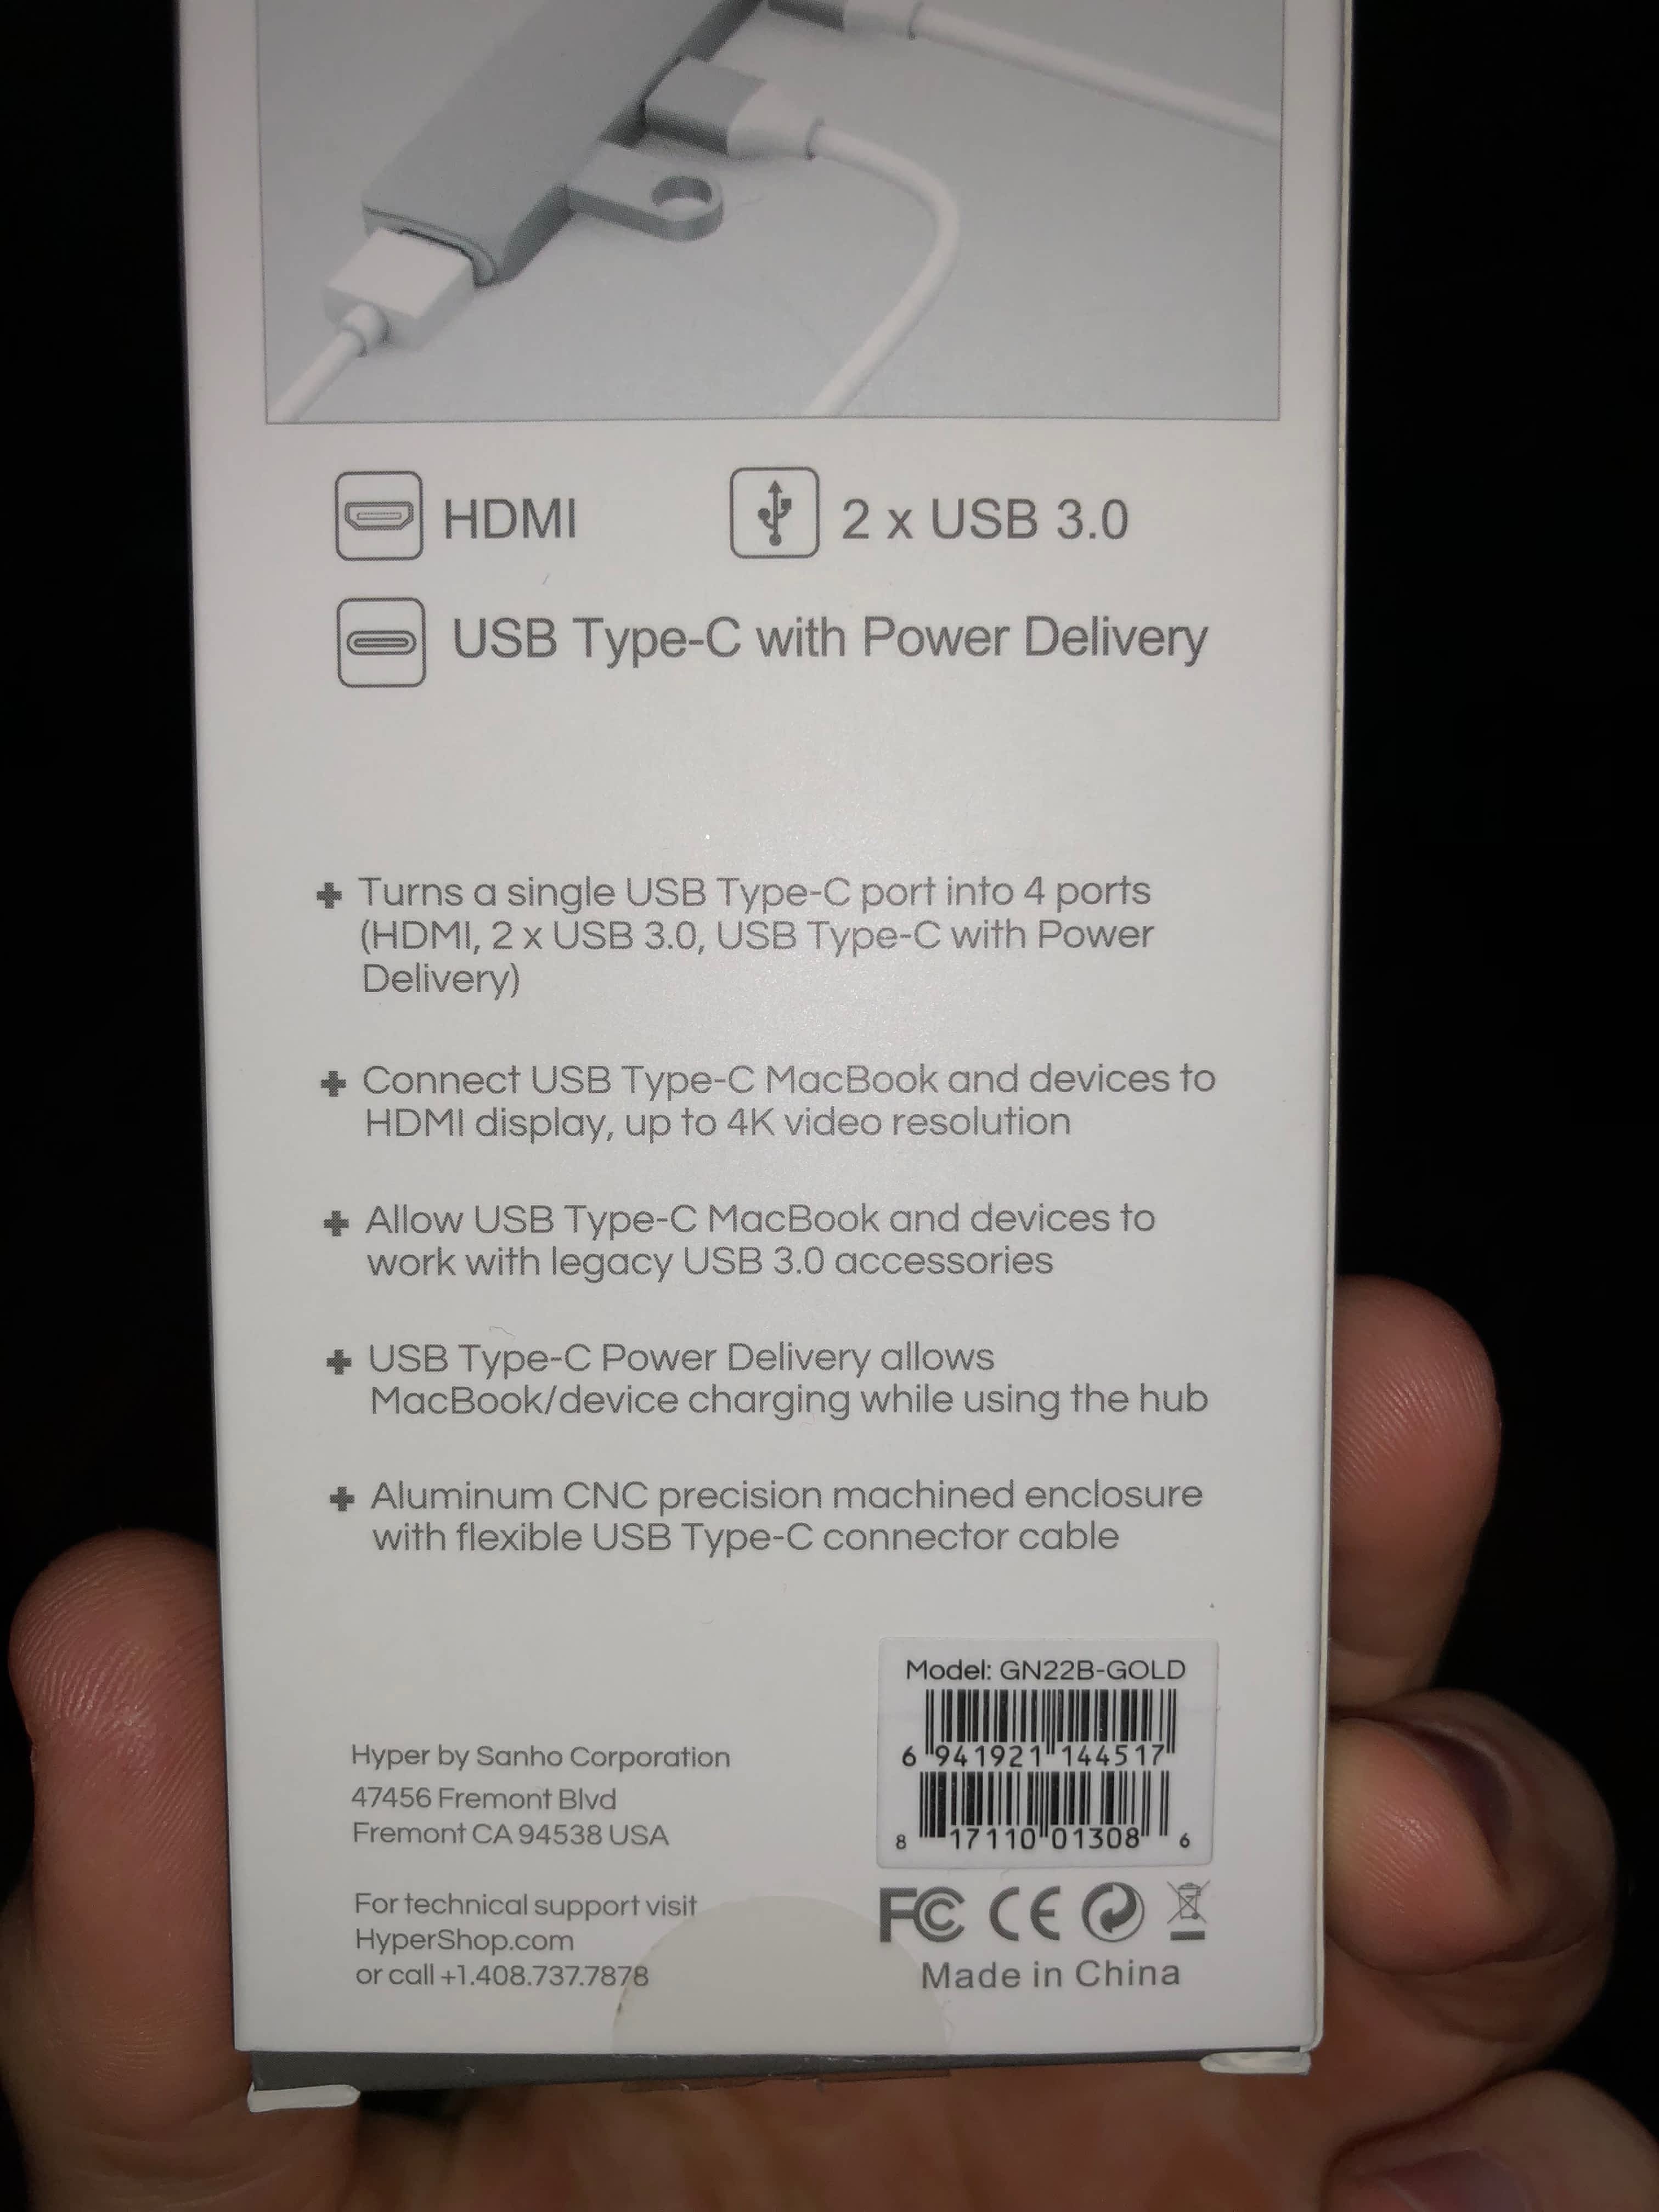 HDMI
2 x USB 3.0
USB Type-C with Power Delivery
Turns a single USB Type-C port into 4 ports
(HDMI, 2 x USB 3.0, USB Type-C with Power
Delivery)
Connect USB Type-C MacBook and devices to
HDMI display, up to 4K video resolution
Allow USB Type-C MacBook and devices to
work with legacy USB 3.0 accessories
USB Type-C Power Delivery allows
MacBook/device charging while using the hub
Aluminum CNC precision machined enclosure
with flexible USB Type-C connector cable
Hyper by Sanho Corporation
47456 Fremont Blvd
Fremont CA 94538 USA
For technical support visit
HyperShop.com
or call +1.408.737.7878
Model: GN22B-GOLD
6 941921 144517
8 17110 01308 6
FC CE
Made in China